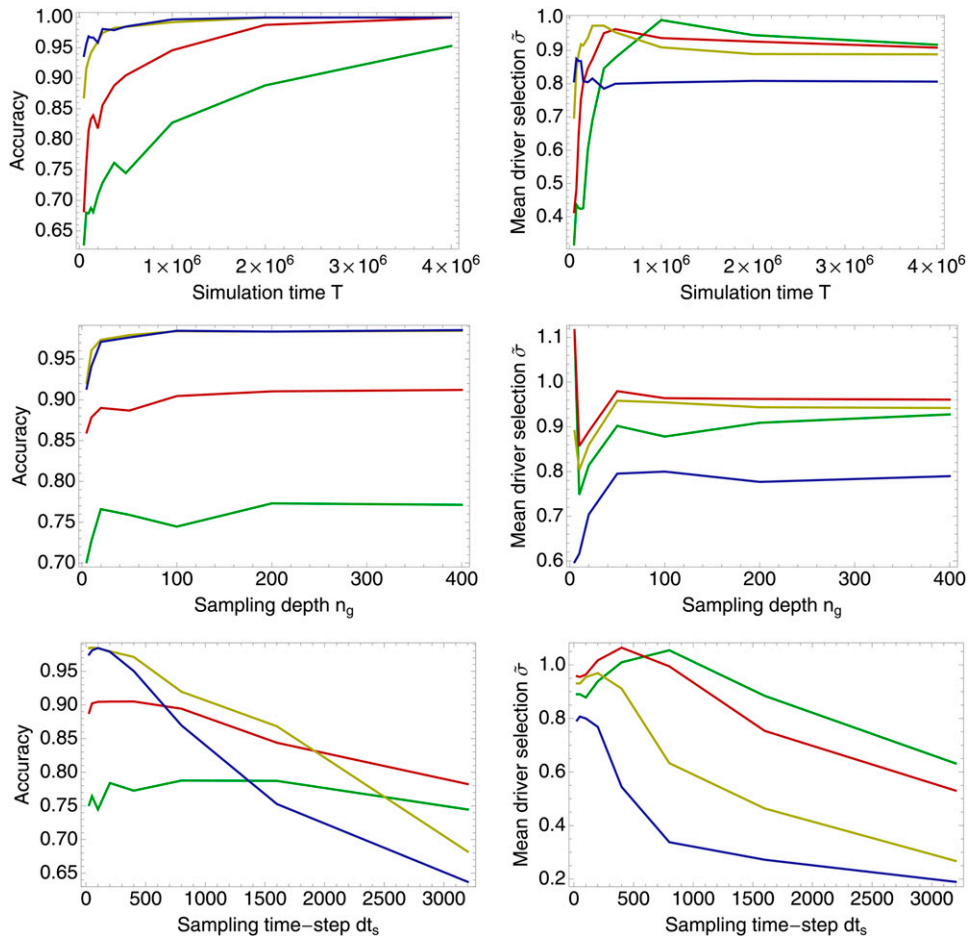 Accuracy
1.00
0.95
0.90
0.85
0.80
0.75
0.70
0.65
0 1×10⁶ 2×10⁶ 3×10⁶ 4×10⁶
Simulation time T
Mean driver selection σ̃
1.0
0.9
0.8
0.7
0.6
0.5
0.4
0 1×10⁶ 2×10⁶ 3×10⁶ 4×10⁶
Simulation time T
Accuracy
0.95
0.90
0.85
0.80
0.75
0.70
0 100 200 300 400
Sampling depth n_g
Mean driver selection σ̃
1.1
1.0
0.9
0.8
0.7
0.6
0 100 200 300 400
Sampling depth n_g
Accuracy
0.95
0.90
0.85
0.80
0.75
0.70
0.65
0 500 1000 1500 2000 2500 3000
Sampling time−step dt_s
Mean driver selection σ̃
1.0
0.8
0.6
0.4
0.2
0 500 1000 1500 2000 2500 3000
Sampling time−step dt_s